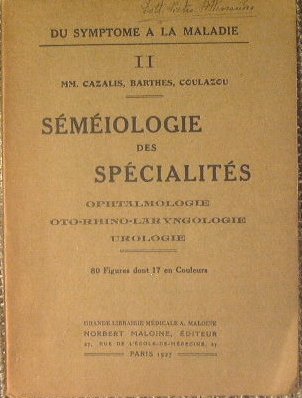 DU SYMPTOME A LA MALADIE
II
MM. CAZALIS, BARTHES, COULAZOU
SÉMÉIOLOGIE
DES
SPÉCIALITÉS
OPHTALMOLOGIE
OTO-RHINO-LARYNGOLOGIE
UROLOGIE
80 Figures dont 17 en Couleurs
GRANDE LIBRAIRIE MÉDICALE A. MALOINE
NORBERT MALOINE, ÉDITEUR
27, RUE DE L'ÉCOLE-DE-MÉDECINE, 27
PARIS 1927